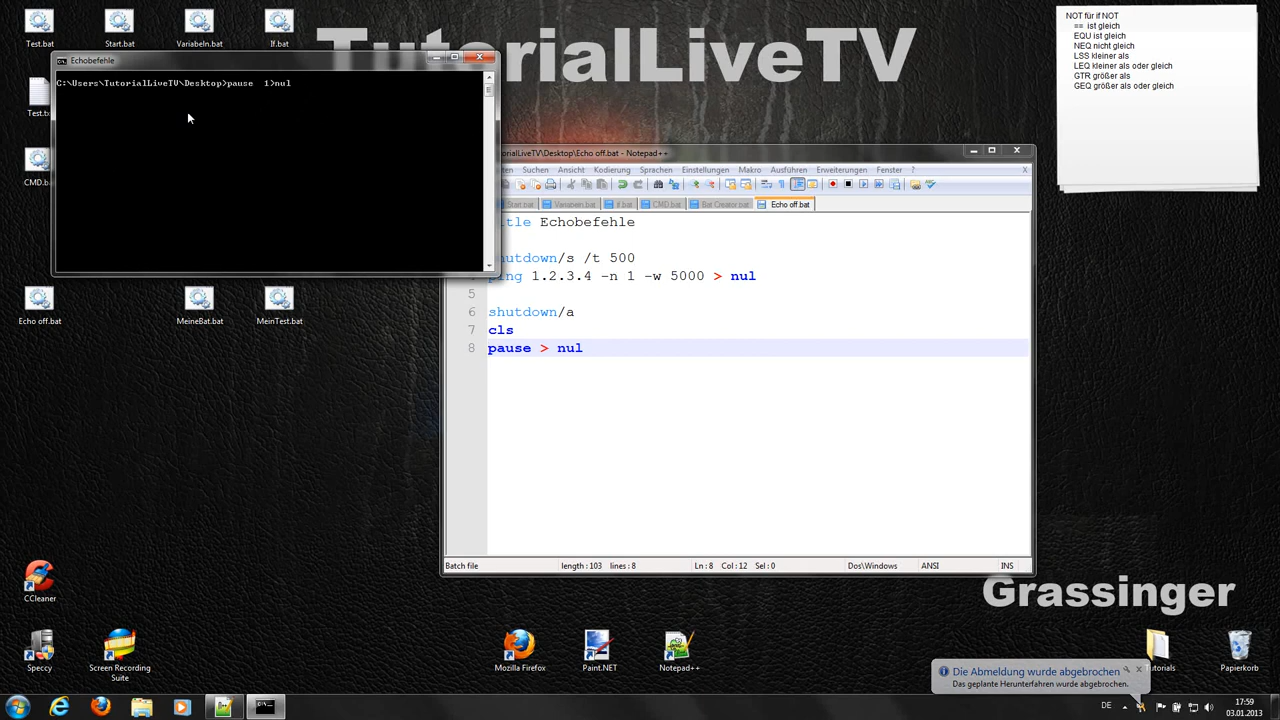 TutorialLiveTV
Test.bat
Start.bat
Variabeln.bat
If.bat
NOT für if NOT
== ist gleich
EQU ist gleich
NEQ nicht gleich
LSS kleiner als
LEQ kleiner als oder gleich
GTR größer als
GEQ größer als oder gleich
Echobefehle
C:\Users\TutorialLiveTV\Desktop>pause 1>nul
orialLiveTV\Desktop\Echo off.bat - Notepad++
Suchen Ansicht Kodierung Sprachen Einstellungen Makro Ausführen Erweiterungen Fenster ? X
Start.bat Variabeln.bat If.bat CMD.bat Bat Creator.bat Echo off.bat
Echobefehle
/s /t 500
1.2.3.4 -n 1 -w 5000 > nul
5
6 shutdown/a
7 cls
8 pause > nul
Echo off.bat
MeineBat.bat
MeinTest.bat
Batch file length : 103 lines : 8 Ln : 8 Col : 12 Sel : 0 Dos\Windows ANSI INS
Grassinger
CCleaner
Speccy
Screen Recording
Suite
Mozilla Firefox
Paint.NET
Notepad++
Papierkorb
Die Abmeldung wurde abgebrochen
Das geplante Herunterfahren wurde abgebrochen.
DE
17:59
03.01.2013